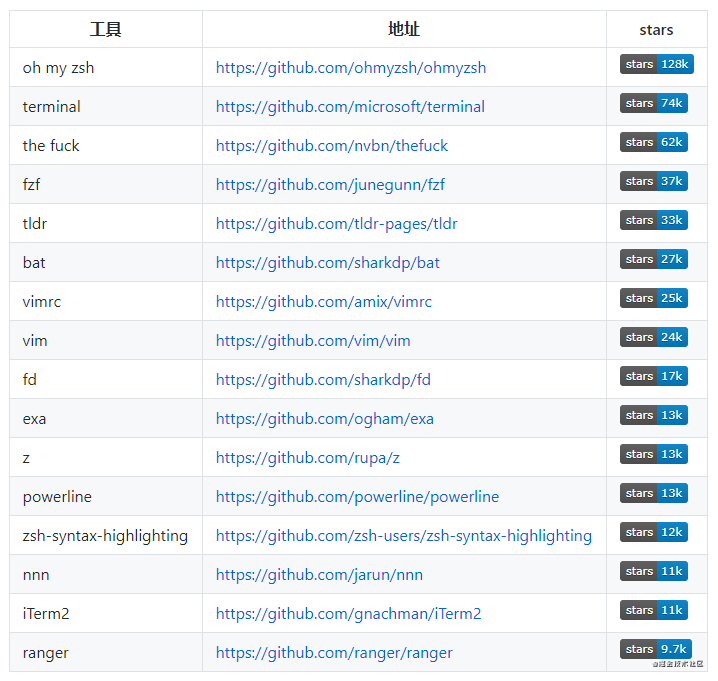 工具 地址 stars
oh my zsh https://github.com/ohmyzsh/ohmyzsh stars 128k
terminal https://github.com/microsoft/terminal stars 74k
the fuck https://github.com/nvbn/thefuck stars 62k
fzf https://github.com/junegunn/fzf stars 37k
tldr https://github.com/tldr-pages/tldr stars 33k
bat https://github.com/sharkdp/bat stars 27k
vimrc https://github.com/amix/vimrc stars 25k
vim https://github.com/vim/vim stars 24k
fd https://github.com/sharkdp/fd stars 17k
exa https://github.com/ogham/exa stars 13k
z https://github.com/rupa/z stars 13k
powerline https://github.com/powerline/powerline stars 13k
zsh-syntax-highlighting https://github.com/zsh-users/zsh-syntax-highlighting stars 12k
nnn https://github.com/jarun/nnn stars 11k
iTerm2 https://github.com/gnachman/iTerm2 stars 11k
ranger https://github.com/ranger/ranger stars 9.7k
@掘金技术社区